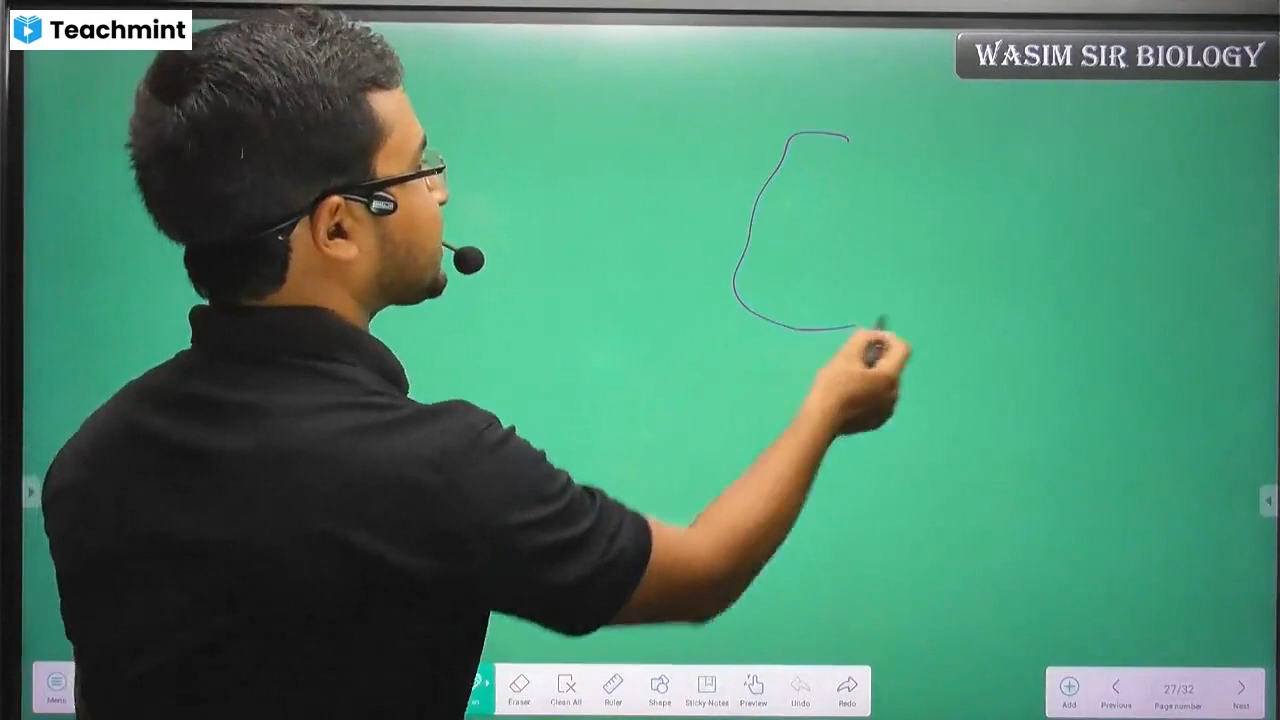 Teachmint
WASIM SIR BIOLOGY
Menu
Eraser
Clean All
Ruler
Shape
Sticky Notes
Preview
Undo
Redo
Add
Previous
27/32
Page number
Next